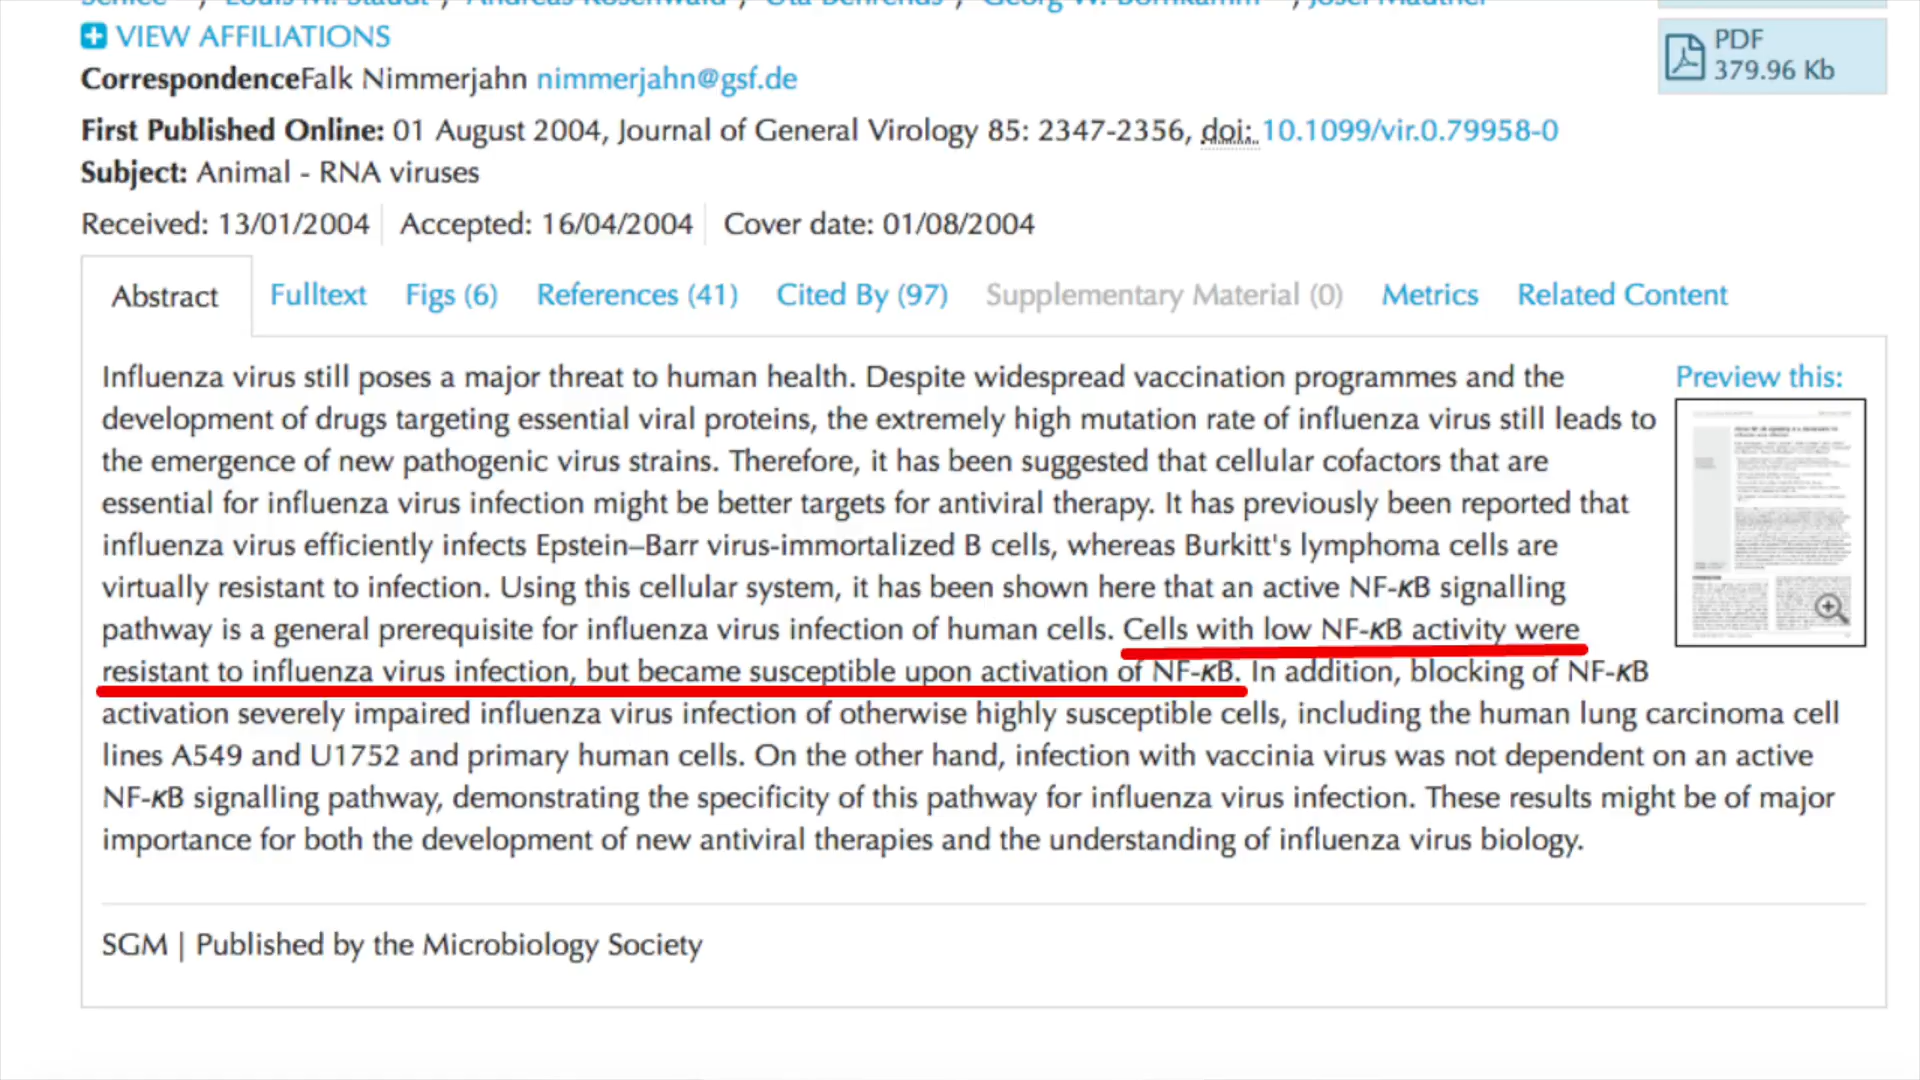 VIEW AFFILIATIONS
CorrespondenceFalk Nimmerjahn nimmerjahn@gsf.de
First Published Online: 01 August 2004, Journal of General Virology 85: 2347-2356, doi: 10.1099/vir.0.79958-0
Subject: Animal - RNA viruses
Received: 13/01/2004 Accepted: 16/04/2004 Cover date: 01/08/2004
PDF
379.96 Kb
Abstract Fulltext Figs (6) References (41) Cited By (97) Supplementary Material (0) Metrics Related Content
Influenza virus still poses a major threat to human health. Despite widespread vaccination programmes and the
development of drugs targeting essential viral proteins, the extremely high mutation rate of influenza virus still leads to
the emergence of new pathogenic virus strains. Therefore, it has been suggested that cellular cofactors that are
essential for influenza virus infection might be better targets for antiviral therapy. It has previously been reported that
influenza virus efficiently infects Epstein–Barr virus-immortalized B cells, whereas Burkitt's lymphoma cells are
virtually resistant to infection. Using this cellular system, it has been shown here that an active NF-κB signalling
pathway is a general prerequisite for influenza virus infection of human cells. Cells with low NF-κB activity were
resistant to influenza virus infection, but became susceptible upon activation of NF-κB. In addition, blocking of NF-κB
activation severely impaired influenza virus infection of otherwise highly susceptible cells, including the human lung carcinoma cell
lines A549 and U1752 and primary human cells. On the other hand, infection with vaccinia virus was not dependent on an active
NF-κB signalling pathway, demonstrating the specificity of this pathway for influenza virus infection. These results might be of major
importance for both the development of new antiviral therapies and the understanding of influenza virus biology.
Preview this:
SGM | Published by the Microbiology Society